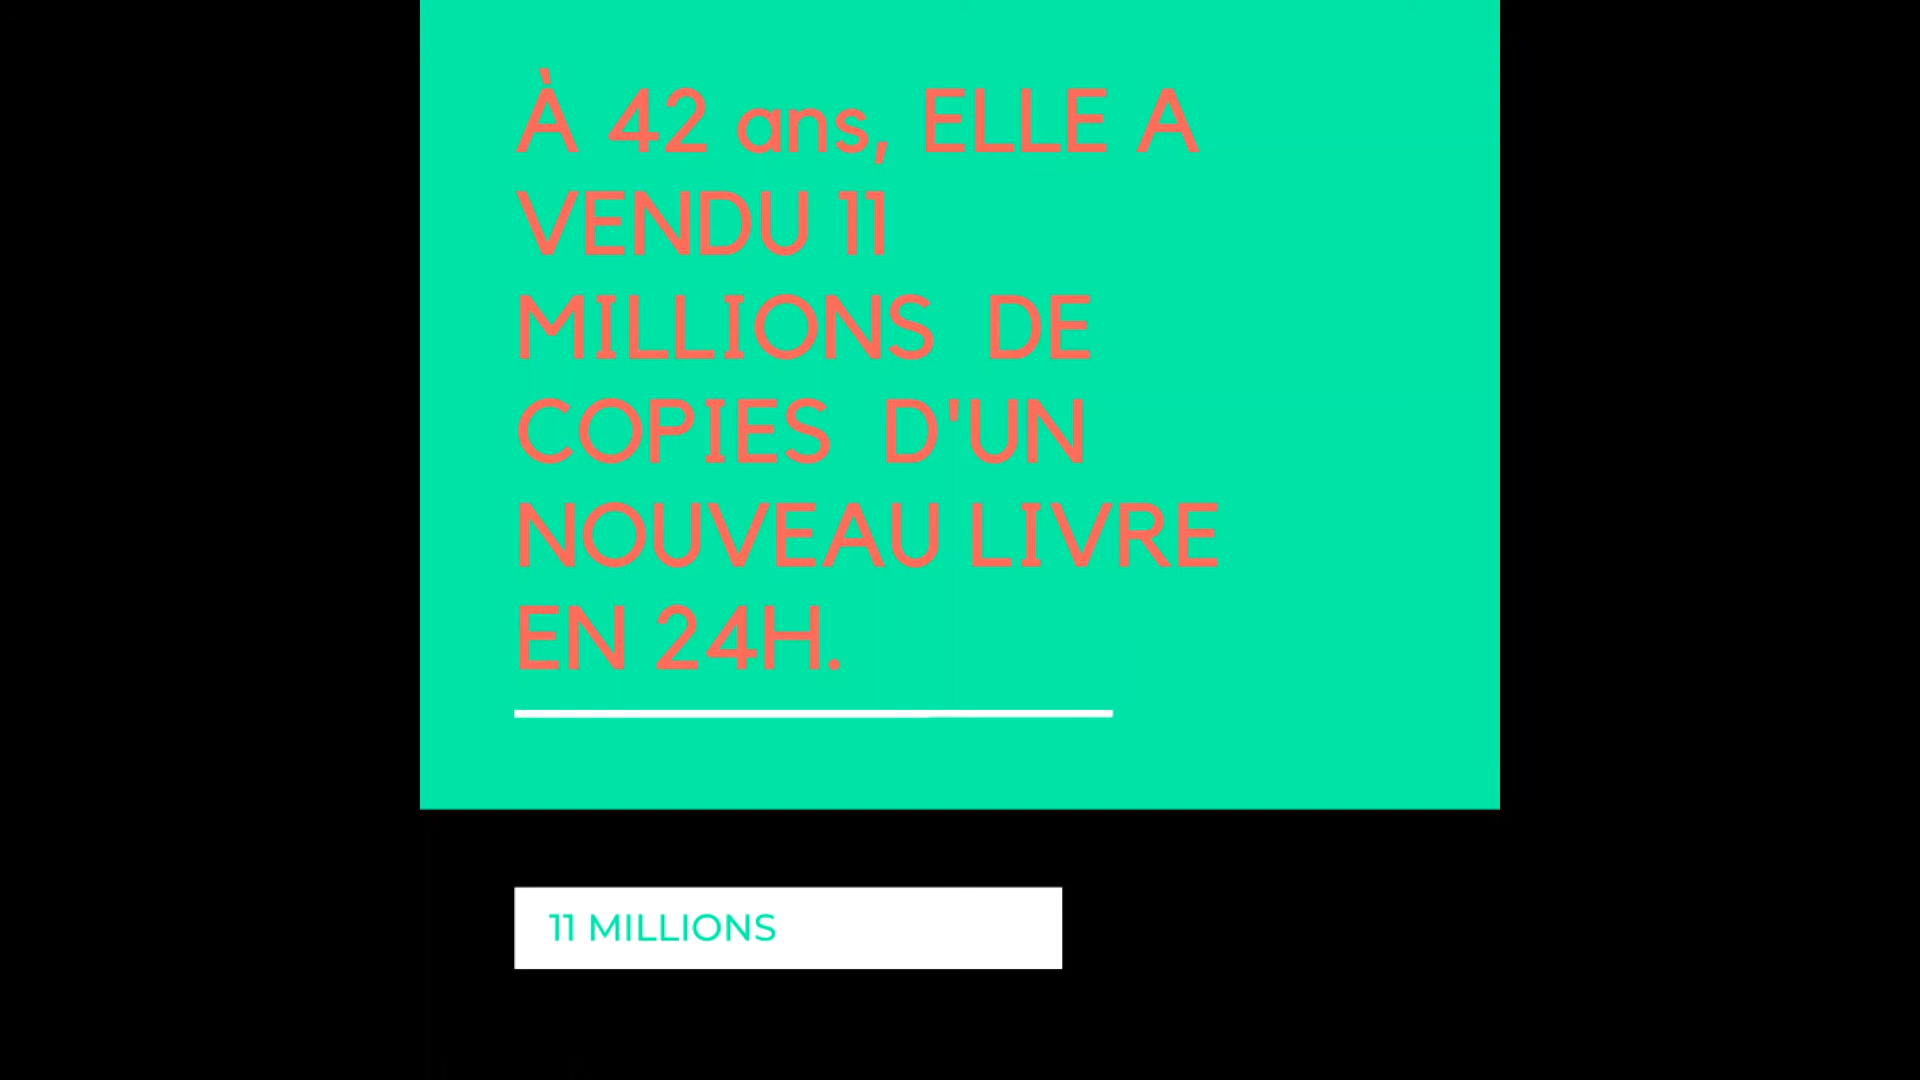 À 42 ans, ELLE A
VENDU 11
MILLIONS DE
COPIES D'UN
NOUVEAU LIVRE
EN 24H.
11 MILLIONS